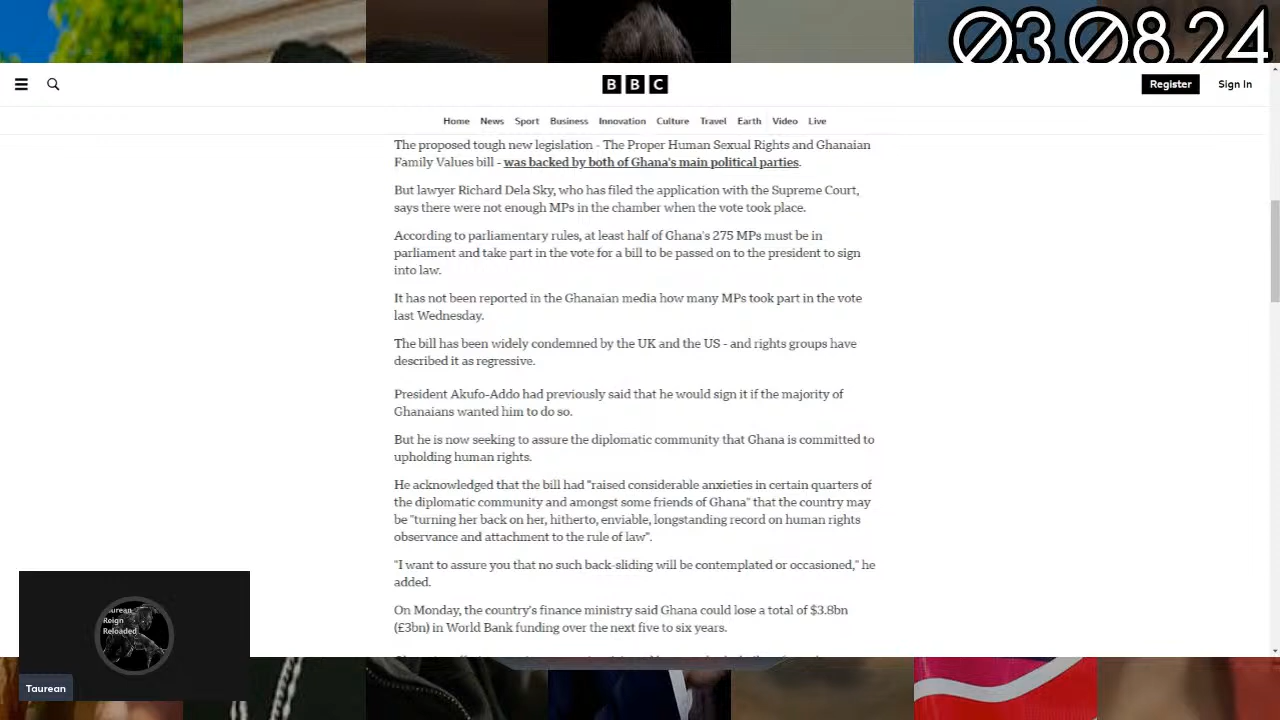 03.08.24
BBC
Register
Sign In
Home
News
Sport
Business
Innovation
Culture
Travel
Earth
Video
Live
The proposed tough new legislation - The Proper Human Sexual Rights and Ghanaian
Family Values bill - was backed by both of Ghana's main political parties.
But lawyer Richard Dela Sky, who has filed the application with the Supreme Court,
says there were not enough MPs in the chamber when the vote took place.
According to parliamentary rules, at least half of Ghana's 275 MPs must be in
parliament and take part in the vote for a bill to be passed on to the president to sign
into law.
It has not been reported in the Ghanaian media how many MPs took part in the vote
last Wednesday.
The bill has been widely condemned by the UK and the US - and rights groups have
described it as regressive.
President Akufo-Addo had previously said that he would sign it if the majority of
Ghanaians wanted him to do so.
But he is now seeking to assure the diplomatic community that Ghana is committed to
upholding human rights.
He acknowledged that the bill had "raised considerable anxieties in certain quarters of
the diplomatic community and amongst some friends of Ghana" that the country may
be "turning her back on her, hitherto, enviable, longstanding record on human rights
observance and attachment to the rule of law".
"I want to assure you that no such back-sliding will be contemplated or occasioned," he
added.
On Monday, the country's finance ministry said Ghana could lose a total of $3.8bn
(£3bn) in World Bank funding over the next five to six years.
Taurean
Reign
Reloaded
Taurean